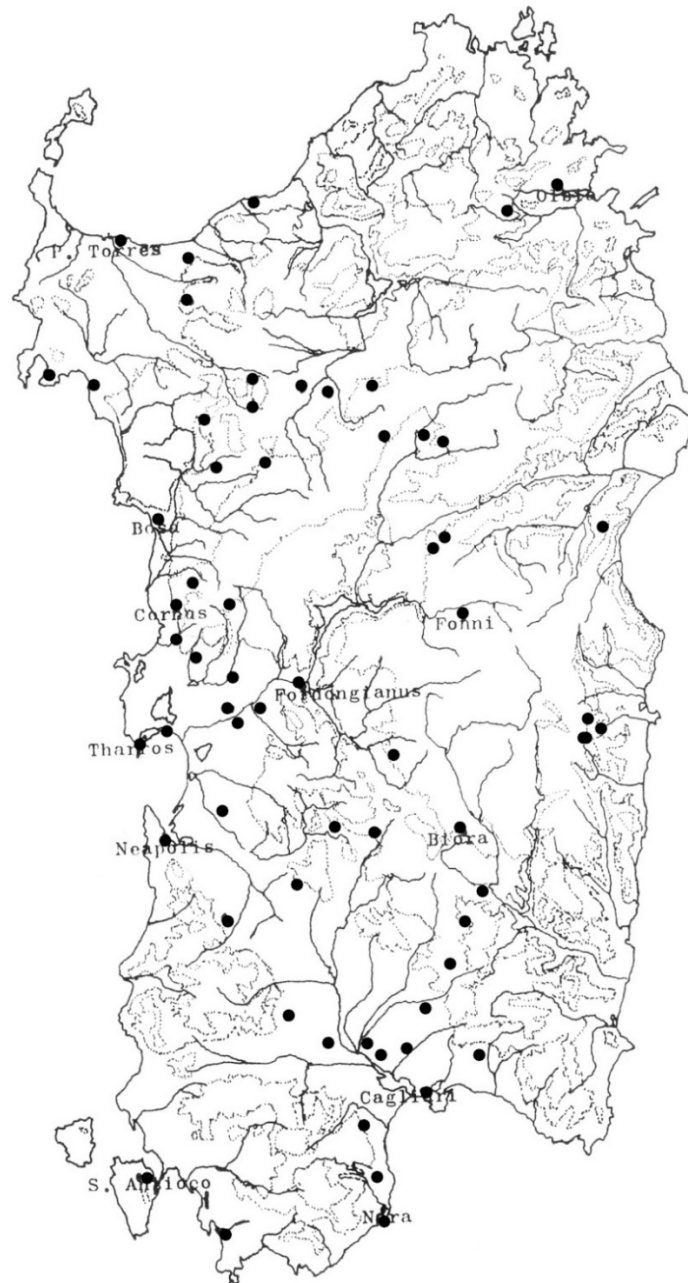 Olbia
P. Torres
Bosa
Cornus
Fonni
Fordongianus
Tharros
Neapolis
Biora
Cagliari
S. Antioco
Nora